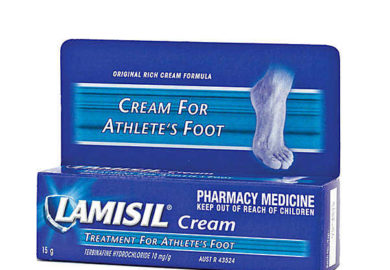 ORIGINAL RICH CREAM FORMULA
CREAM FOR
ATHLETE'S FOOT
PHARMACY MEDICINE
KEEP OUT OF REACH OF CHILDREN
LAMISIL® Cream
TREATMENT FOR ATHLETE'S FOOT
15 g
TERBINAFINE HYDROCHLORIDE 10 mg/g
AUST R 43524